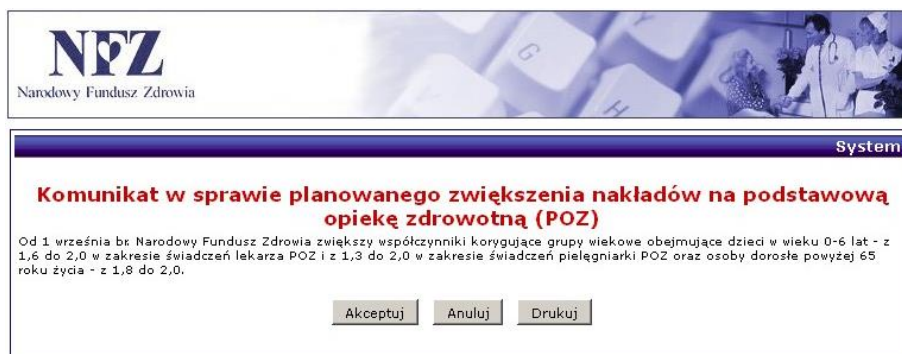 NFZ
Narodowy Fundusz Zdrowia
G
H
System
Komunikat w sprawie planowanego zwiększenia nakładów na podstawową
opiekę zdrowotną (POZ)
Od 1 września br. Narodowy Fundusz Zdrowia zwiększy współczynniki korygujące grupy wiekowe obejmujące dzieci w wieku 0-6 lat - z
1,6 do 2,0 w zakresie świadczeń lekarza POZ i z 1,3 do 2,0 w zakresie świadczeń pielęgniarki POZ oraz osoby dorosłe powyżej 65
roku życia - z 1,8 do 2,0.
Akceptuj Anuluj Drukuj